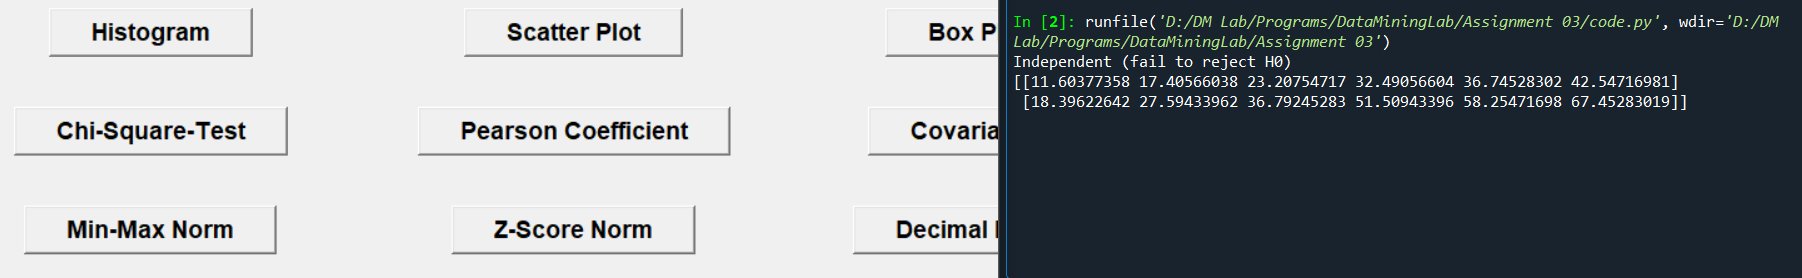 Histogram
Scatter Plot
Box P
Chi-Square-Test
Pearson Coefficient
Covaria
Min-Max Norm
Z-Score Norm
Decimal
In [2]: runfile('D:/DM Lab/Programs/DataMiningLab/Assignment 03/code.py', wdir='D:/DM
Lab/Programs/DataMiningLab/Assignment 03')
Independent (fail to reject H0)
[[11.60377358 17.40566038 23.20754717 32.49056604 36.74528302 42.54716981]
[18.39622642 27.59433962 36.79245283 51.50943396 58.25471698 67.45283019]]